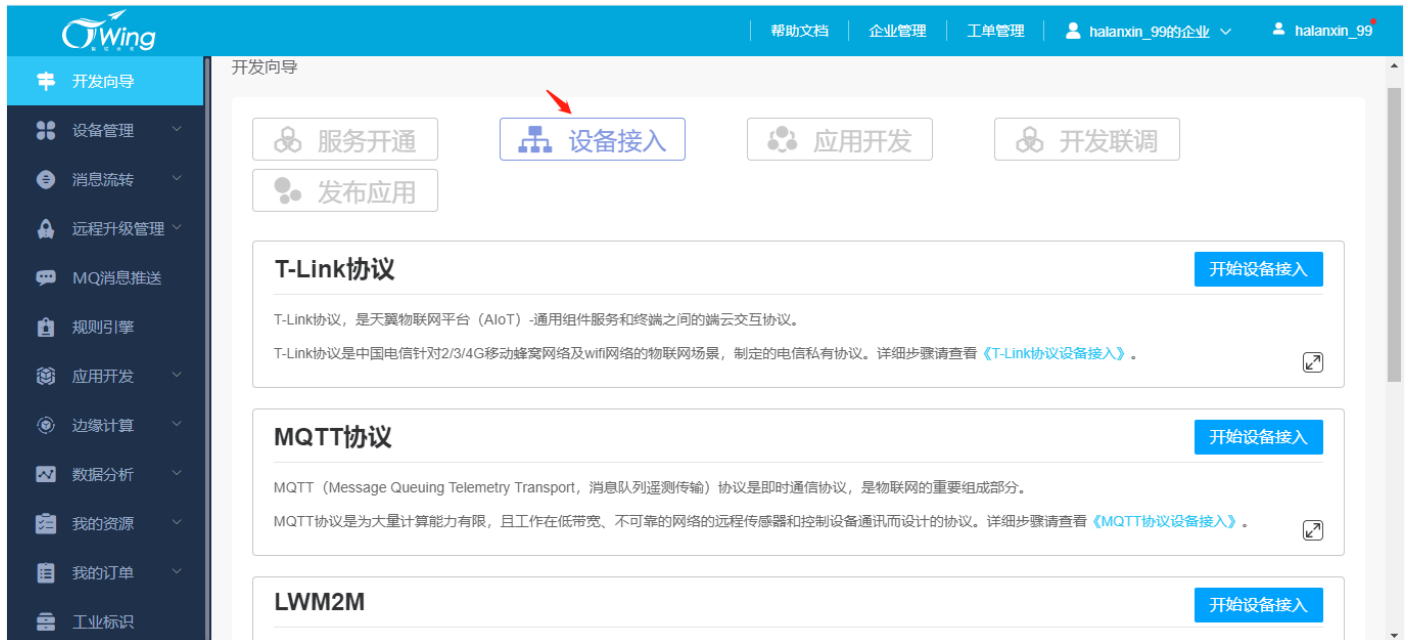 CTWing
帮助文档
企业管理
工单管理
halanxin_99的企业
halanxin_99
开发向导
设备管理
消息流转
远程升级管理
MQ消息推送
规则引擎
应用开发
边缘计算
数据分析
我的资源
我的订单
工业标识
开发向导
服务开通
设备接入
应用开发
开发联调
发布应用
T-Link协议
开始设备接入
T-Link协议，是天翼物联网平台（AIoT）-通用组件服务和终端之间的端云交互协议。
T-Link协议是中国电信针对2/3/4G移动蜂窝网络及wifi网络的物联网场景，制定的电信私有协议。详细步骤请查看《T-Link协议设备接入》。
MQTT协议
开始设备接入
MQTT（Message Queuing Telemetry Transport，消息队列遥测传输）协议是即时通信协议，是物联网的重要组成部分。
MQTT协议是为大量计算能力有限，且工作在低带宽、不可靠的网络的远程传感器和控制设备通讯而设计的协议。详细步骤请查看《MQTT协议设备接入》。
LWM2M
开始设备接入